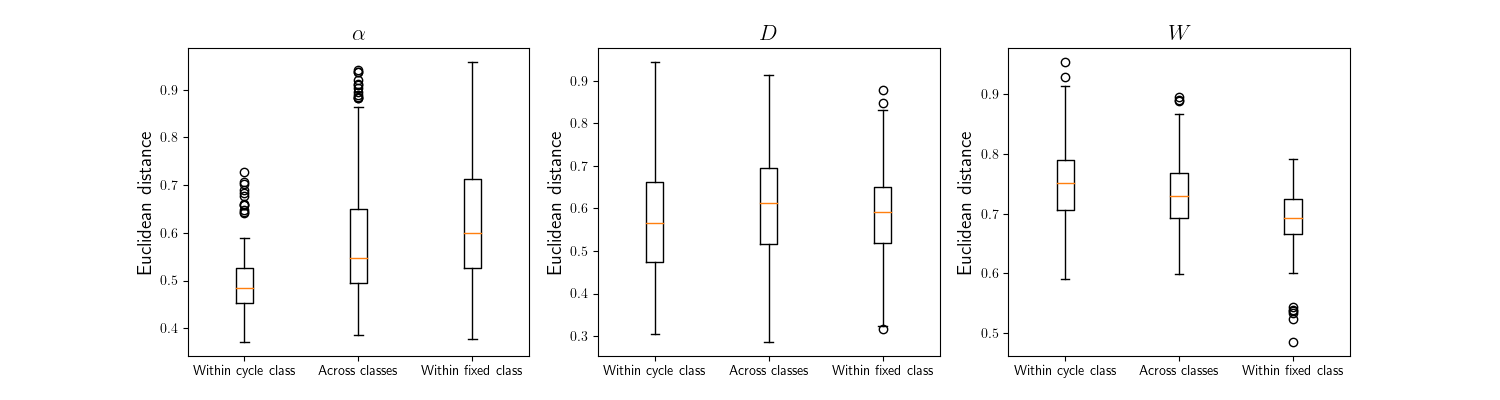 α
Euclidean distance
0.9
0.8
0.7
0.6
0.5
0.4
Within cycle class
Across classes
Within fixed class
D
Euclidean distance
0.9
0.8
0.7
0.6
0.5
0.4
0.3
Within cycle class
Across classes
Within fixed class
W
Euclidean distance
0.9
0.8
0.7
0.6
0.5
Within cycle class
Across classes
Within fixed class